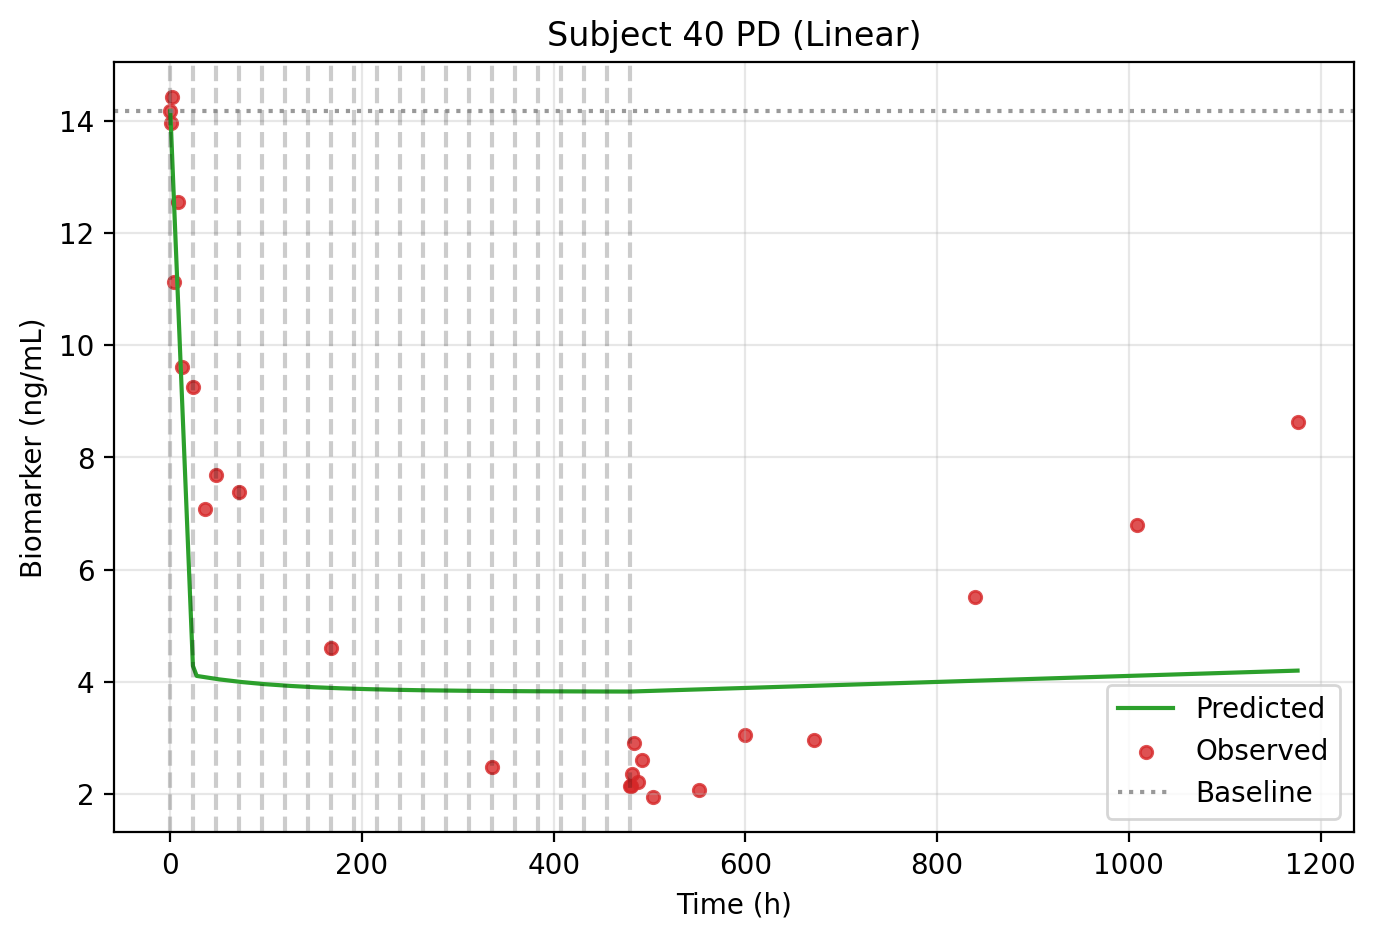 Subject 40 PD (Linear)
Biomarker (ng/mL)
14
12
10
8
6
4
2
Predicted
Observed
Baseline
0
200
400
600
800
1000
1200
Time (h)